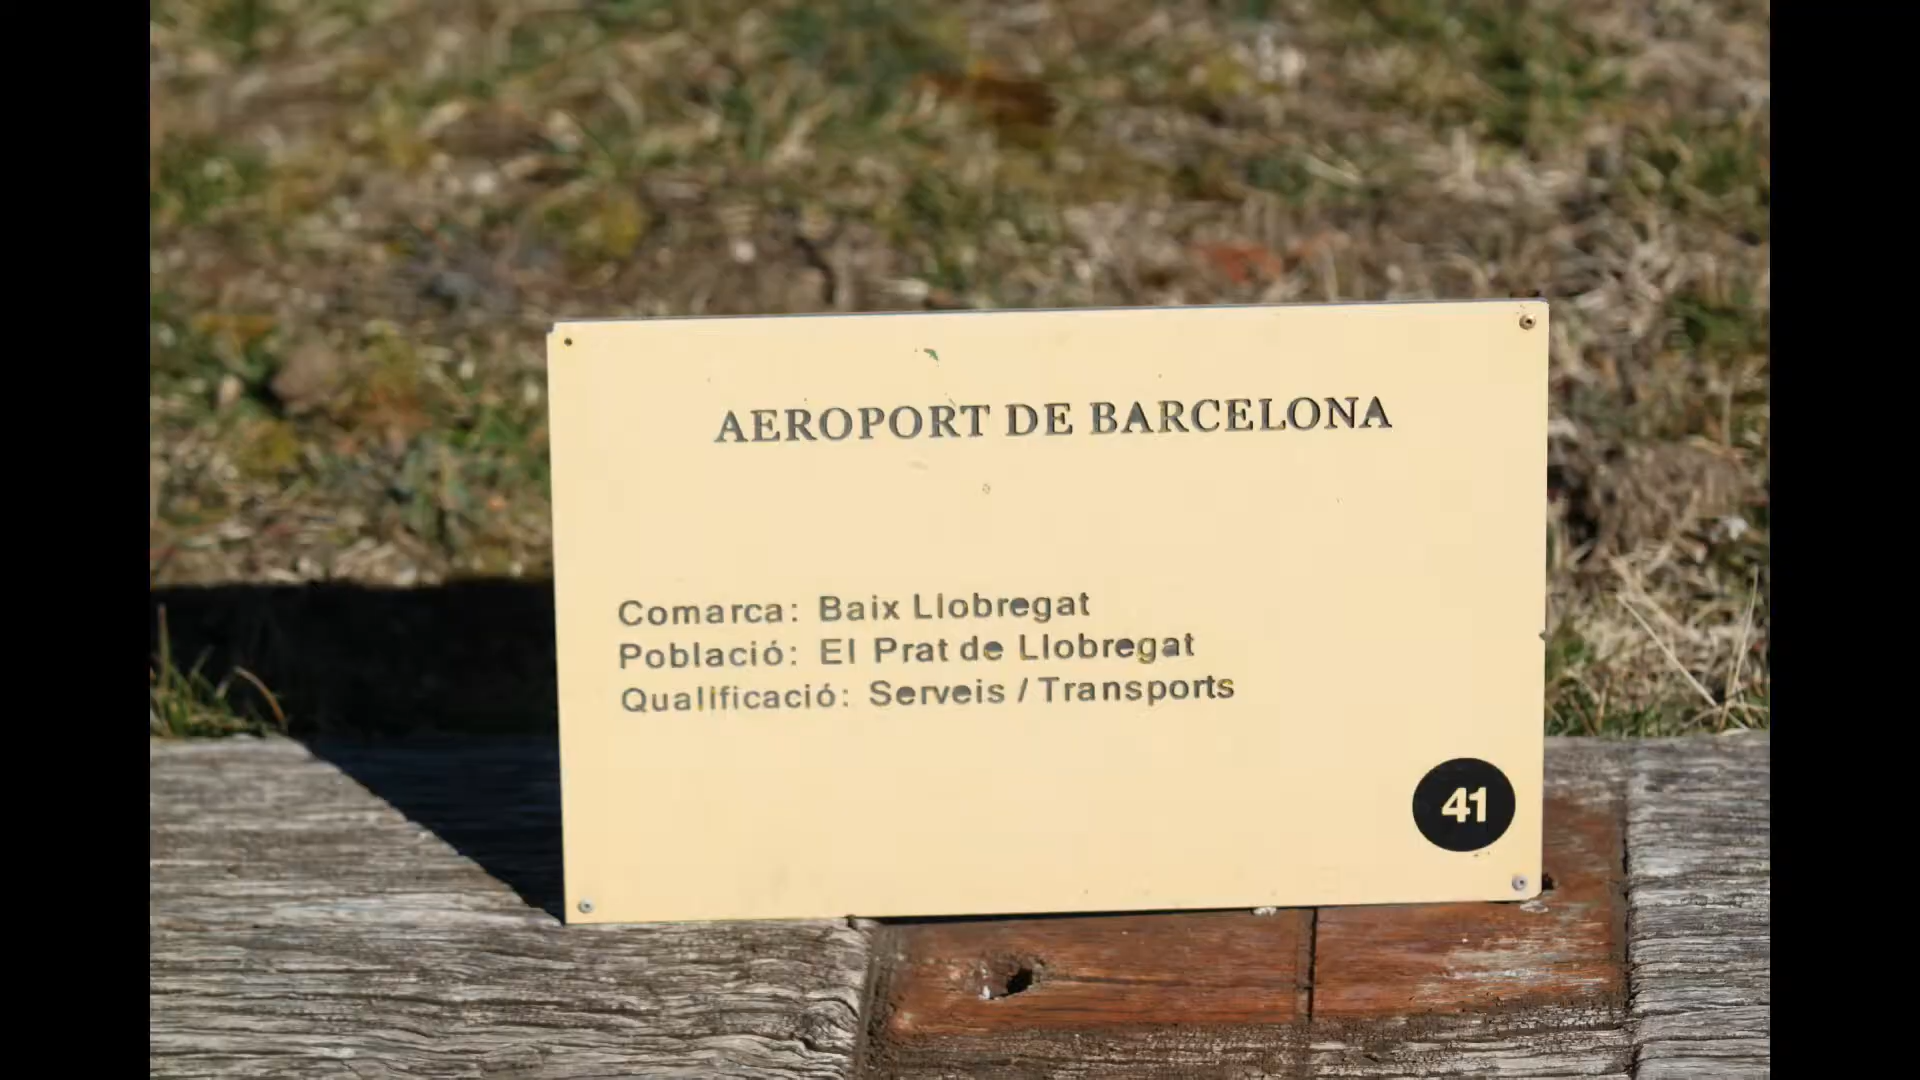 AEROPORT DE BARCELONA
Comarca: Baix Llobregat
Població: El Prat de Llobregat
Qualificació: Serveis / Transports
41